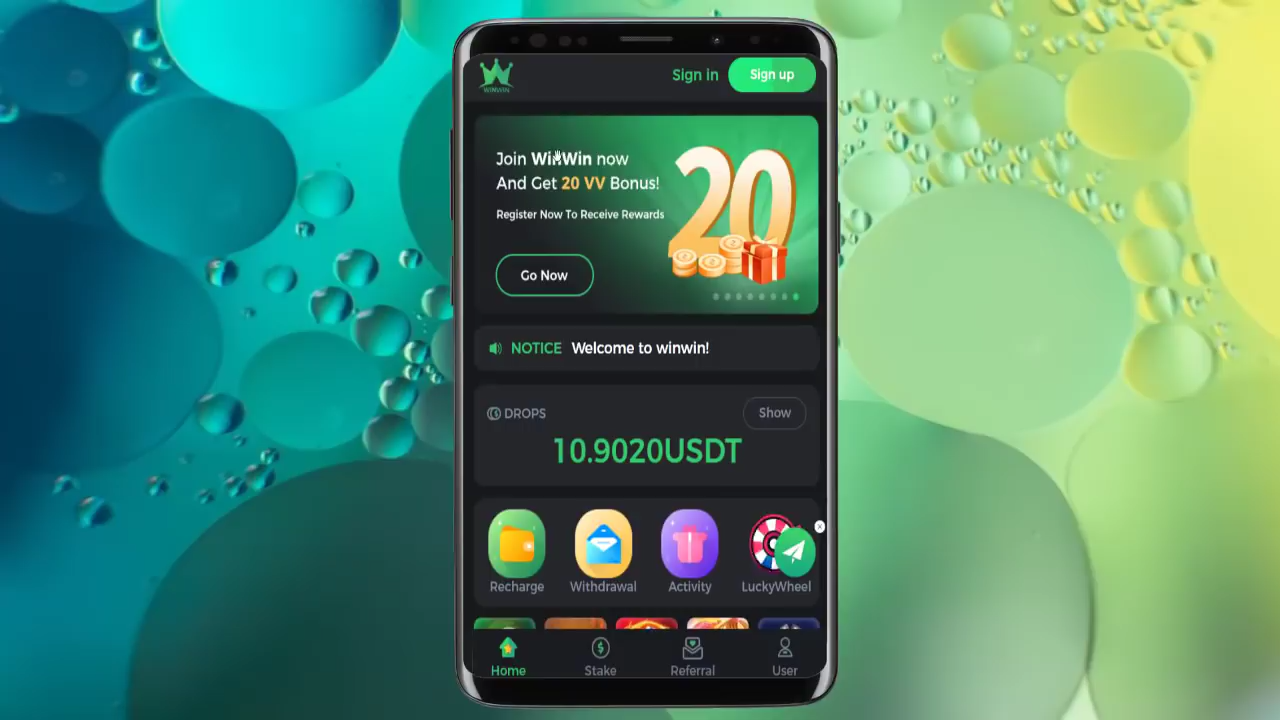 WINWIN
Sign in
Sign up
Join WinWin now
And Get 20 VV Bonus!
Register Now To Receive Rewards
20
Go Now
NOTICE Welcome to winwin!
DROPS
Show
10.9020USDT
Recharge
Withdrawal
Activity
LuckyWheel
Home
Stake
Referral
User